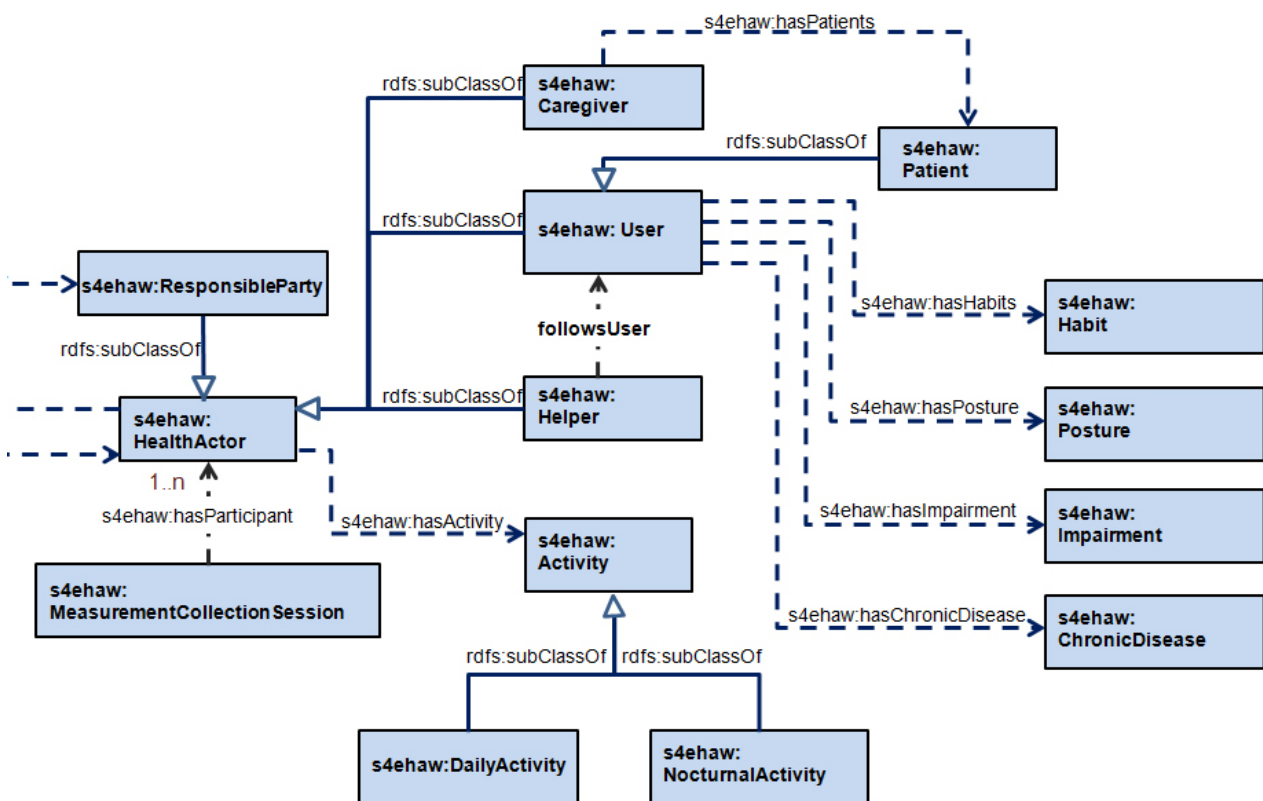 s4ehaw:hasPatients
rdfs:subClassOf
s4ehaw:
Caregiver
rdfs:subClassOf
s4ehaw:
Patient
rdfs:subClassOf
s4ehaw: User
s4ehaw:ResponsibleParty
s4ehaw:hasHabits
s4ehaw:
Habit
followsUser
rdfs:subClassOf
rdfs:subClassOf
s4ehaw:
Helper
s4ehaw:hasPosture
s4ehaw:
Posture
s4ehaw:
HealthActor
1..n
s4ehaw:hasParticipant
s4ehaw:hasActivity
s4ehaw:
Activity
s4ehaw:hasImpairment
s4ehaw:
Impairment
s4ehaw:
MeasurementCollectionSession
s4ehaw:hasChronicDisease
s4ehaw:
ChronicDisease
rdfs:subClassOf
rdfs:subClassOf
s4ehaw:DailyActivity
s4ehaw:
NocturnalActivity